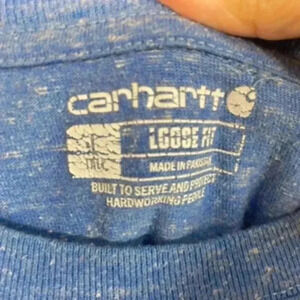 carhartt
LOOSE FIT
MADE IN PAKISTAN
BUILT TO SERVE AND PROTECT
HARDWORKING PEOPLE